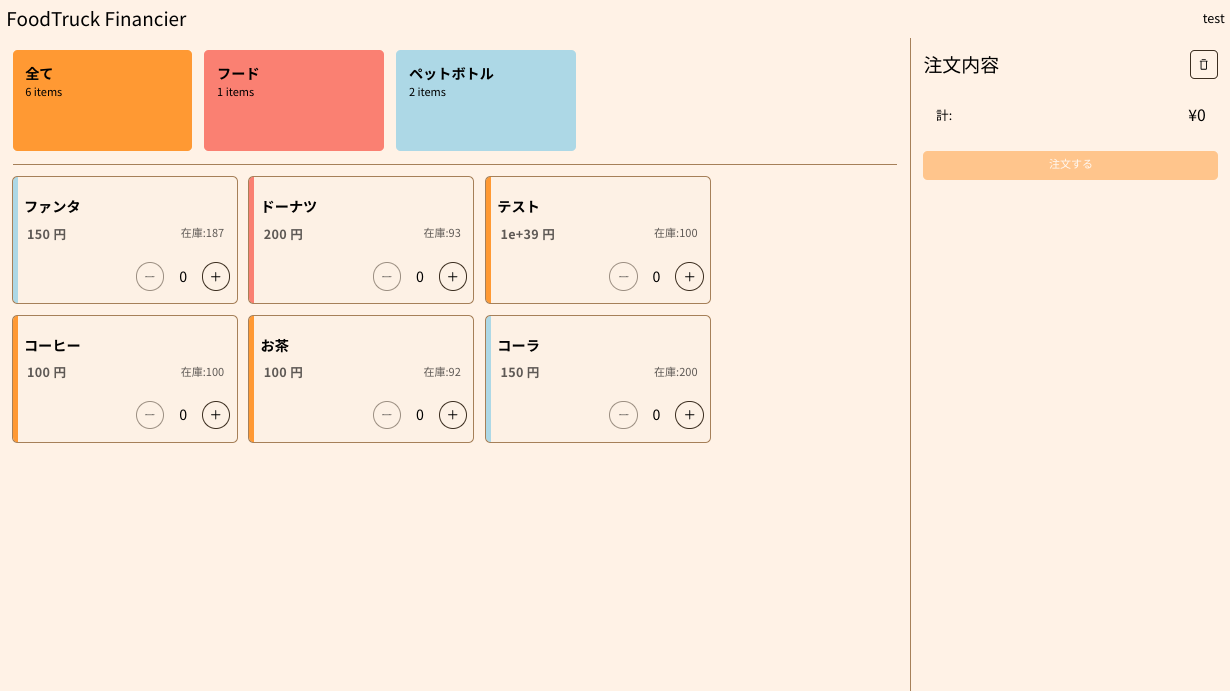 FoodTruck Financier
test
全て
6 items
フード
1 items
ペットボトル
2 items
ファンタ
150 円
在庫:187
0
ドーナツ
200 円
在庫:93
0
テスト
1e+39 円
在庫:100
0
コーヒー
100 円
在庫:100
0
お茶
100 円
在庫:92
0
コーラ
150 円
在庫:200
0
注文内容
計:
¥0
注文する